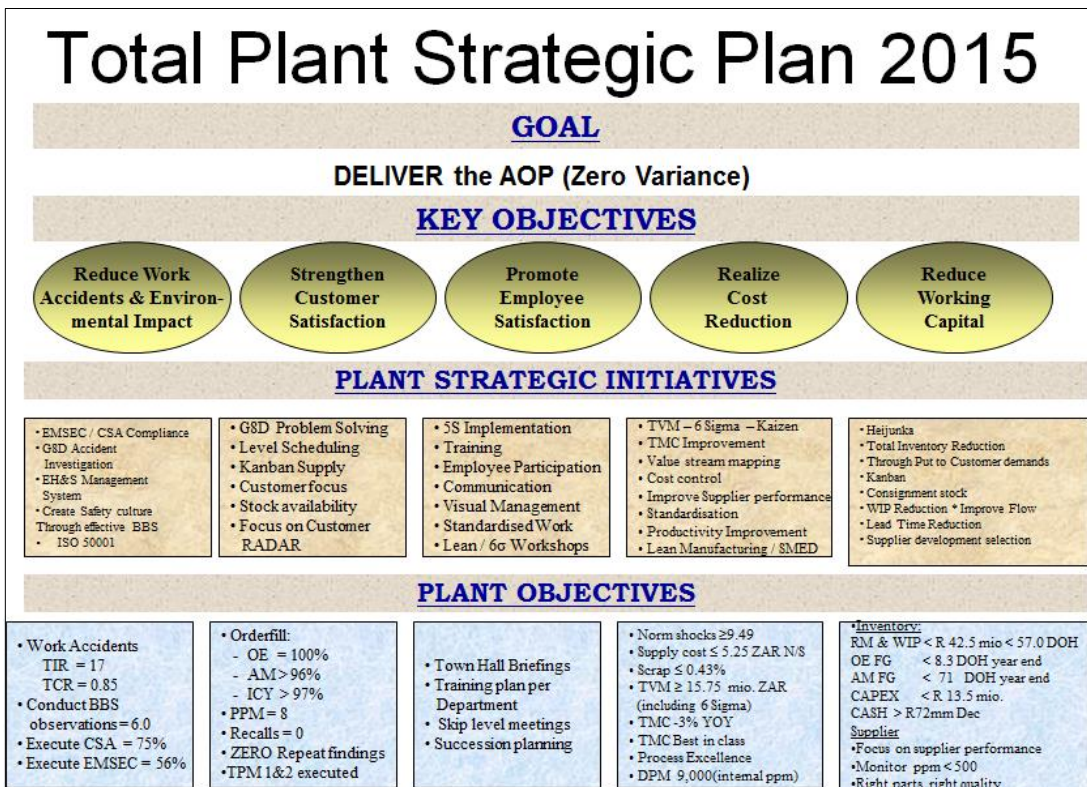 Total Plant Strategic Plan 2015
GOAL
DELIVER the AOP (Zero Variance)
KEY OBJECTIVES
Reduce Work
Accidents & Environ-
mental Impact
Strengthen
Customer
Satisfaction
Promote
Employee
Satisfaction
Realize
Cost
Reduction
Reduce
Working
Capital
PLANT STRATEGIC INITIATIVES
• EMSEC / CSA Compliance
• G8D Accident
Investigation
• EH&S Management
System
• Create Safety culture
Through effective BBS
• ISO 50001
• G8D Problem Solving
• Level Scheduling
• Kanban Supply
• Customer focus
• Stock availability
• Focus on Customer
RADAR
• 5S Implementation
• Training
• Employee Participation
• Communication
• Visual Management
• Standardised Work
• Lean / 6σ Workshops
• TVM – 6 Sigma – Kaizen
• TMC Improvement
• Value stream mapping
• Cost control
• Improve Supplier performance
• Standardisation
• Productivity Improvement
• Lean Manufacturing / SMED
• Heijunka
• Total Inventory Reduction
• Through Put to Customer demands
• Kanban
• Consignment stock
• WIP Reduction * Improve Flow
• Lead Time Reduction
• Supplier development selection
PLANT OBJECTIVES
• Work Accidents
TIR = 17
TCR = 0.85
• Conduct BBS
observations = 6.0
• Execute CSA = 75%
• Execute EMSEC = 56%
• Orderfill:
- OE = 100%
- AM > 96%
- ICY > 97%
• PPM = 8
• Recalls = 0
• ZERO Repeat findings
•TPM 1&2 executed
• Town Hall Briefings
• Training plan per
Department
• Skip level meetings
• Succession planning
• Norm shocks ≥9.49
• Supply cost ≤ 5.25 ZAR N/S
• Scrap ≤ 0.43%
• TVM ≥ 15.75 mio. ZAR
(including 6 Sigma)
• TMC -3% YOY
• TMC Best in class
• Process Excellence
• DPM 9,000(internal ppm)
•Inventory:
RM & WIP < R 42.5 mio < 57.0 DOH
OE FG < 8.3 DOH year end
AM FG < 71 DOH year end
CAPEX < R 13.5 mio.
CASH > R72mm Dec
Supplier
•Focus on supplier performance
•Monitor ppm < 500
•Right parts, right quality